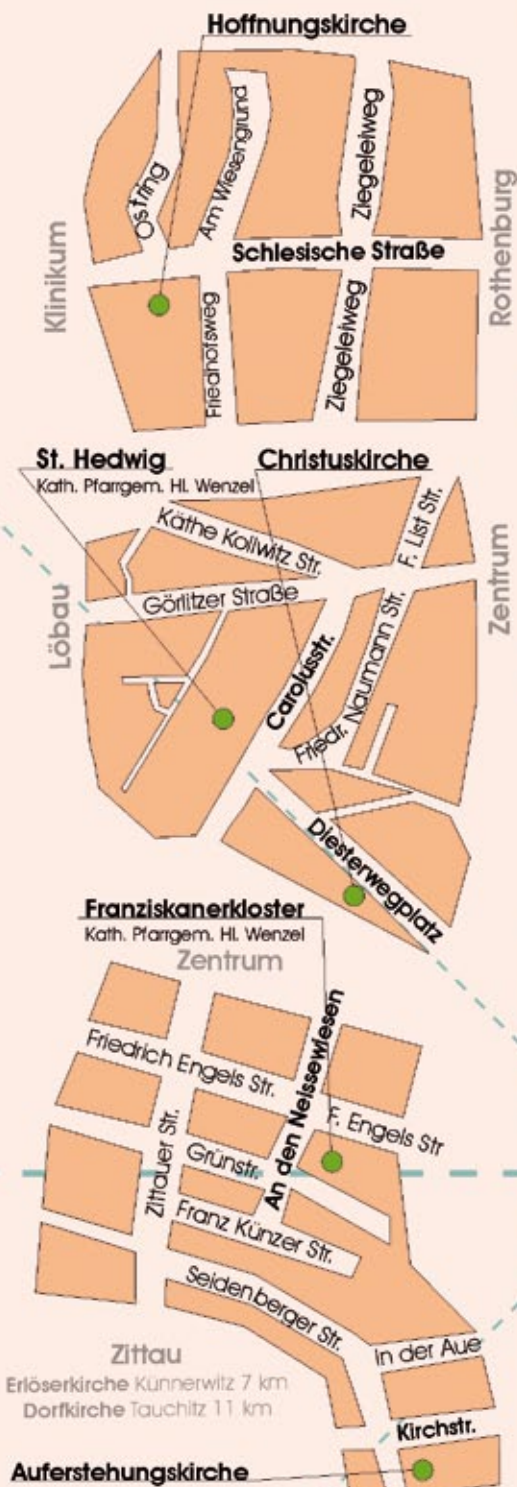 Hoffnungskirche
Ostring
Am Wiesengrund
Ziegeleiweg
Klinikum
Schlesische Straße
Rothenburg
Friedhofsweg
Ziegeleiweg
St. Hedwig
Kath. Pfarrgem. Hl. Wenzel
Christuskirche
Käthe Kollwitz Str.
F. List Str.
Görlitzer Straße
Löbau
Zentrum
Carolusstr.
Friedr. Naumann Str.
Diesterwegplatz
Franziskanerkloster
Kath. Pfarrgem. Hl. Wenzel
Zentrum
Friedrich Engels Str.
An den Neissewiesen
F. Engels Str
Zittauer Str.
Grünstr.
Franz Künzer Str.
Seidenberger Str.
In der Aue
Zittau
Erlöserkirche Kunnerwitz 7 km
Dorfkirche Tauchitz 11 km
Kirchstr.
Auferstehungskirche